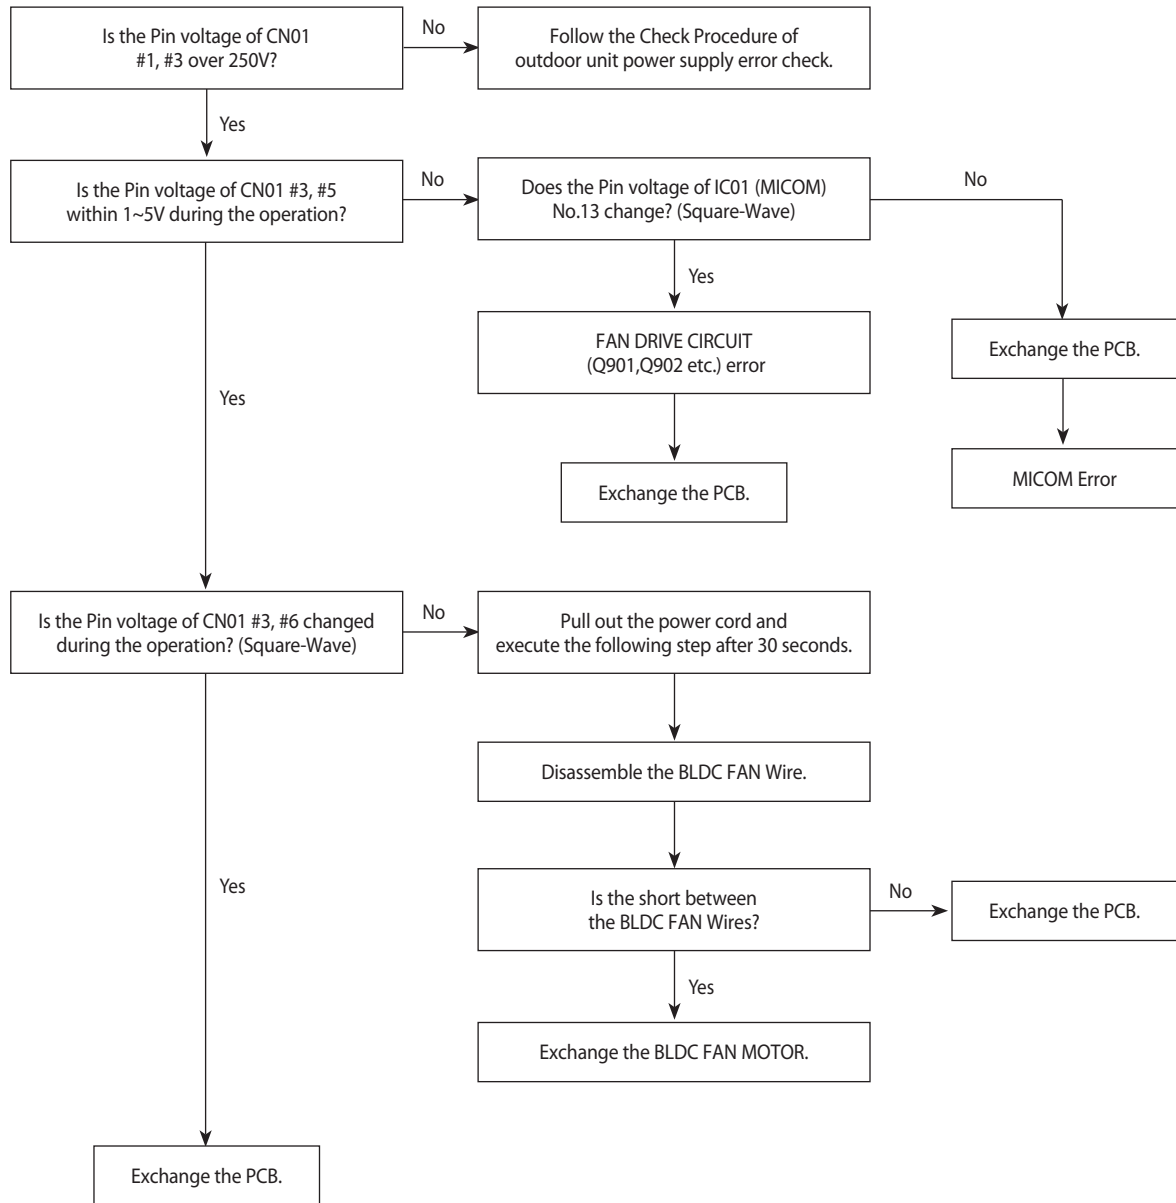 Is the Pin voltage of CN01
#1, #3 over 250V?
No
Follow the Check Procedure of
outdoor unit power supply error check.
Yes
Is the Pin voltage of CN01 #3, #5
within 1~5V during the operation?
No
Does the Pin voltage of IC01 (MICOM)
No.13 change? (Square-Wave)
No
Yes
FAN DRIVE CIRCUIT
(Q901,Q902 etc.) error
Exchange the PCB.
Yes
Exchange the PCB.
MICOM Error
Is the Pin voltage of CN01 #3, #6 changed
during the operation? (Square-Wave)
No
Pull out the power cord and
execute the following step after 30 seconds.
Disassemble the BLDC FAN Wire.
Yes
Is the short between
the BLDC FAN Wires?
No
Exchange the PCB.
Yes
Exchange the BLDC FAN MOTOR.
Exchange the PCB.